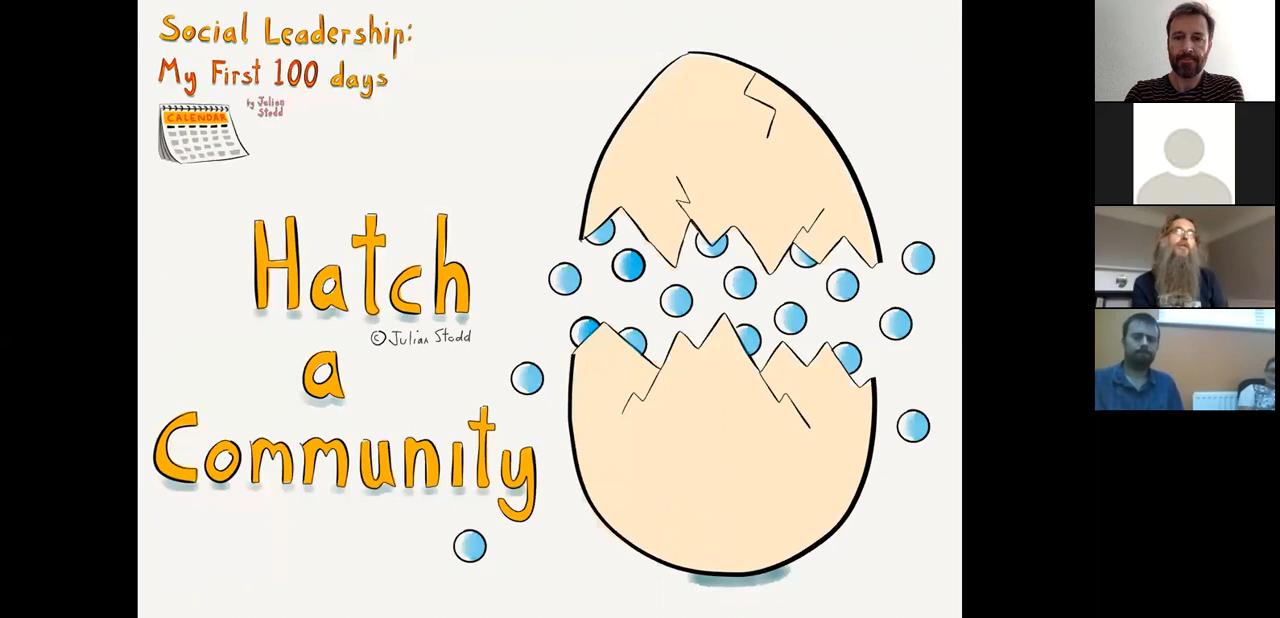 Social Leadership:
My First 100 days
by Julian
Stodd
CALENDAR
Hatch
© Julian Stodd
a
Community